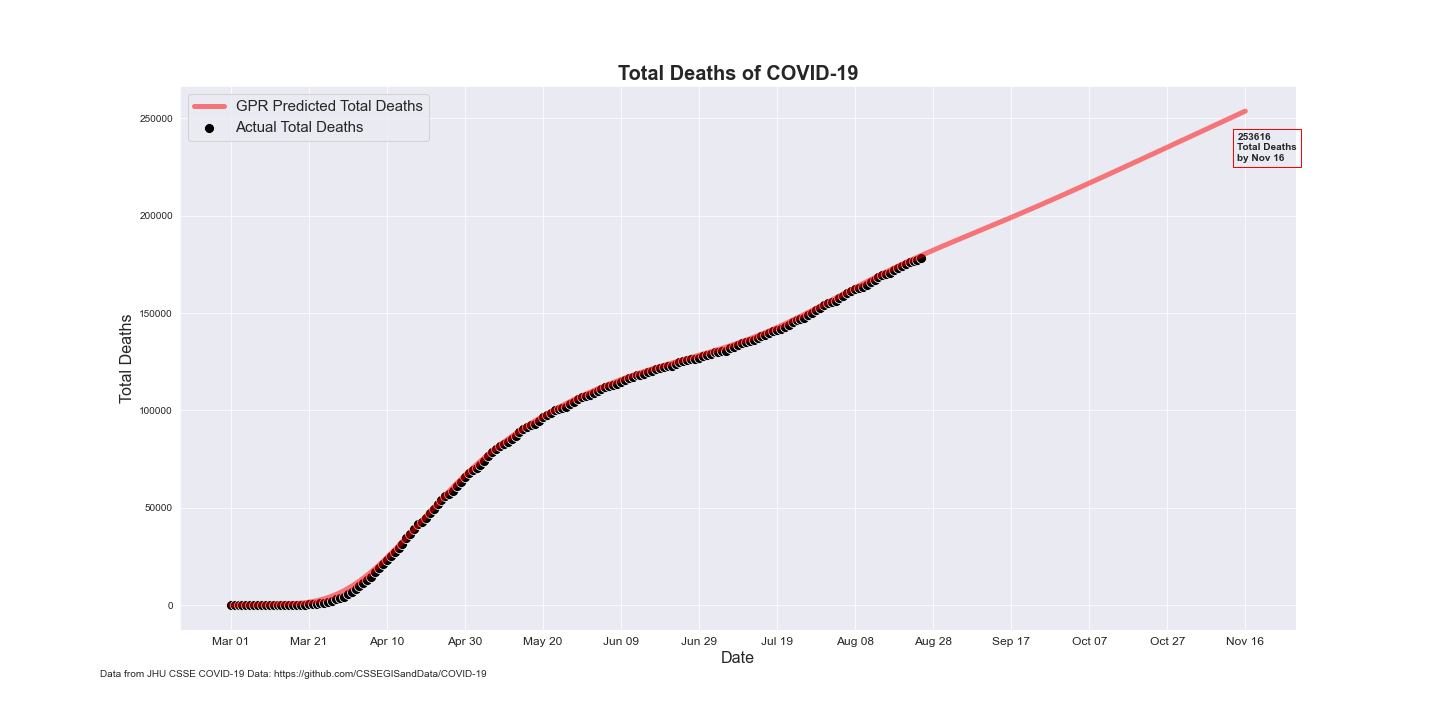 Total Deaths of COVID-19
GPR Predicted Total Deaths
Actual Total Deaths
250000
200000
150000
100000
50000
0
Total Deaths
253616
Total Deaths
by Nov 16
Mar 01 Mar 21 Apr 10 Apr 30 May 20 Jun 09 Jun 29 Jul 19 Aug 08 Aug 28 Sep 17 Oct 07 Oct 27 Nov 16
Date
Data from JHU CSSE COVID-19 Data: https://github.com/CSSEGISandData/COVID-19